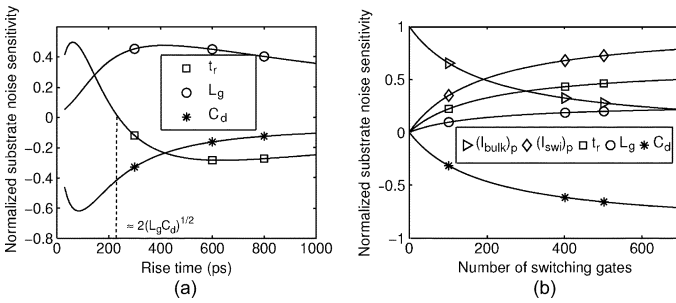 Normalized substrate noise sensitivity
0.4
0.2
0
−0.2
−0.4
−0.6
−0.8
0
200
400
600
800
1000
Rise time (ps)
t_r
L_g
C_d
≈ 2(L_gC_d)^1/2
(a)
Normalized substrate noise sensitivity
1
0.5
0
−0.5
−1
0
200
400
600
Number of switching gates
(I_bulk)_p (I_swi)_p t_r L_g C_d
(b)